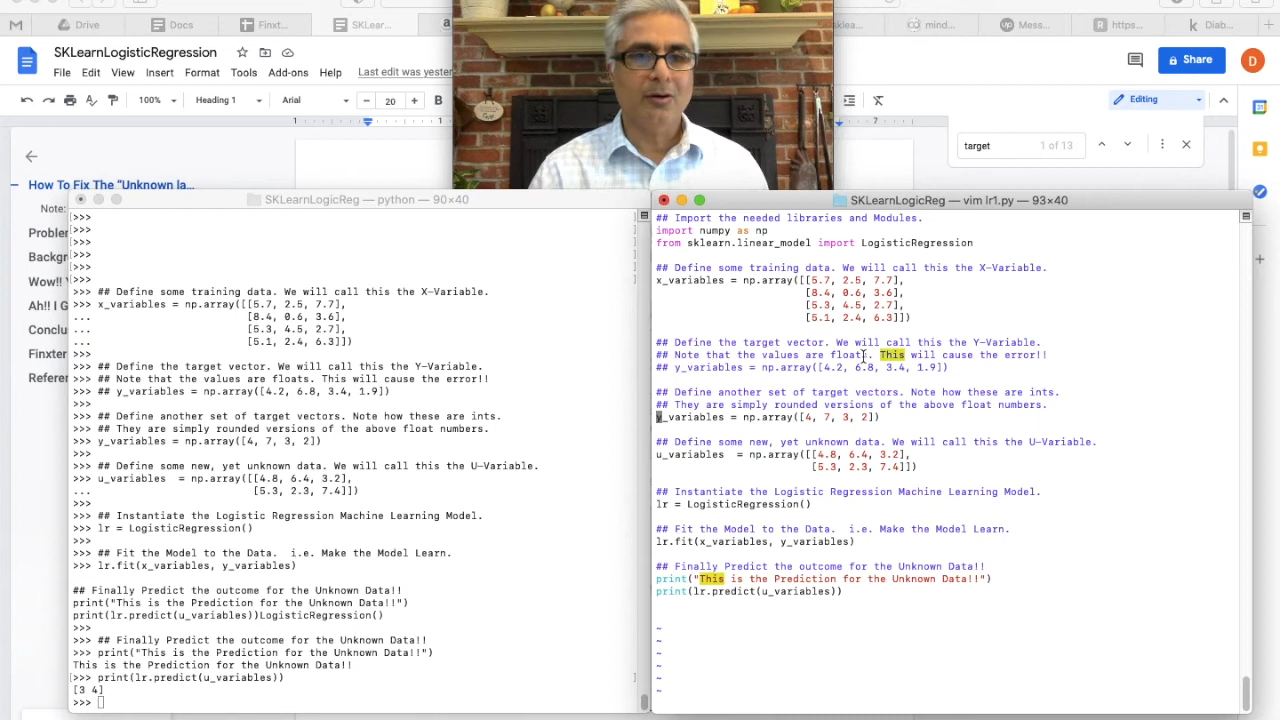 Drive
Docs
Finxt...
SKLea...
a
klea...
mind...
Mess...
https...
Diab...
SKLearnLogisticRegression
File Edit View Insert Format Tools Add-ons Help Last edit was yester
Share
D
100% Heading 1 Arial 20 B
Editing
1 1 7
target 1 of 13
How To Fix The “Unknown la...
Note:
Problem
Backgr
Wow!! Y
Ah!! I G
Conclu
Finxter
Referen
SKLearnLogicReg — python — 90×40
>>>
>>>
>>>
>>>
>>>
>>>
>>> ## Define some training data. We will call this the X-Variable.
>>> x_variables = np.array([[5.7, 2.5, 7.7],
... [8.4, 0.6, 3.6],
... [5.3, 4.5, 2.7],
... [5.1, 2.4, 6.3]])
>>>
>>> ## Define the target vector. We will call this the Y-Variable.
>>> ## Note that the values are floats. This will cause the error!!
>>> ## y_variables = np.array([4.2, 6.8, 3.4, 1.9])
>>>
>>> ## Define another set of target vectors. Note how these are ints.
>>> ## They are simply rounded versions of the above float numbers.
>>> y_variables = np.array([4, 7, 3, 2])
>>>
>>> ## Define some new, yet unknown data. We will call this the U-Variable.
>>> u_variables  = np.array([[4.8, 6.4, 3.2],
... [5.3, 2.3, 7.4]])
>>>
>>> ## Instantiate the Logistic Regression Machine Learning Model.
>>> lr = LogisticRegression()
>>>
>>> ## Fit the Model to the Data.  i.e. Make the Model Learn.
>>> lr.fit(x_variables, y_variables)

## Finally Predict the outcome for the Unknown Data!!
print("This is the Prediction for the Unknown Data!!")
print(lr.predict(u_variables))LogisticRegression()
>>>
>>> ## Finally Predict the outcome for the Unknown Data!!
>>> print("This is the Prediction for the Unknown Data!!")
This is the Prediction for the Unknown Data!!
>>> print(lr.predict(u_variables))
[3 4]
>>>
SKLearnLogicReg — vim lr1.py — 93×40
## Import the needed libraries and Modules.
import numpy as np
from sklearn.linear_model import LogisticRegression

## Define some training data. We will call this the X-Variable.
x_variables = np.array([[5.7, 2.5, 7.7],
[8.4, 0.6, 3.6],
[5.3, 4.5, 2.7],
[5.1, 2.4, 6.3]])

## Define the target vector. We will call this the Y-Variable.
## Note that the values are floats. This will cause the error!!
## y_variables = np.array([4.2, 6.8, 3.4, 1.9])

## Define another set of target vectors. Note how these are ints.
## They are simply rounded versions of the above float numbers.
y_variables = np.array([4, 7, 3, 2])

## Define some new, yet unknown data. We will call this the U-Variable.
u_variables  = np.array([[4.8, 6.4, 3.2],
[5.3, 2.3, 7.4]])

## Instantiate the Logistic Regression Machine Learning Model.
lr = LogisticRegression()

## Fit the Model to the Data.  i.e. Make the Model Learn.
lr.fit(x_variables, y_variables)

## Finally Predict the outcome for the Unknown Data!!
print("This is the Prediction for the Unknown Data!!")
print(lr.predict(u_variables))

~
~
~
~
~
~